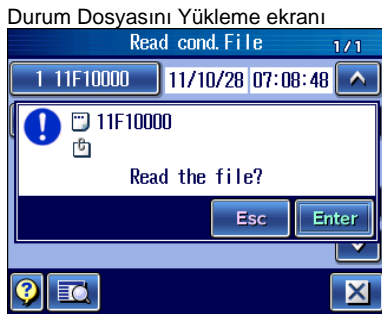 Durum Dosyasını Yükleme ekranı
Read cond.File 1/1
1 11F10000 11/10/28 07:08:48
11F10000
Read the file?
Esc Enter